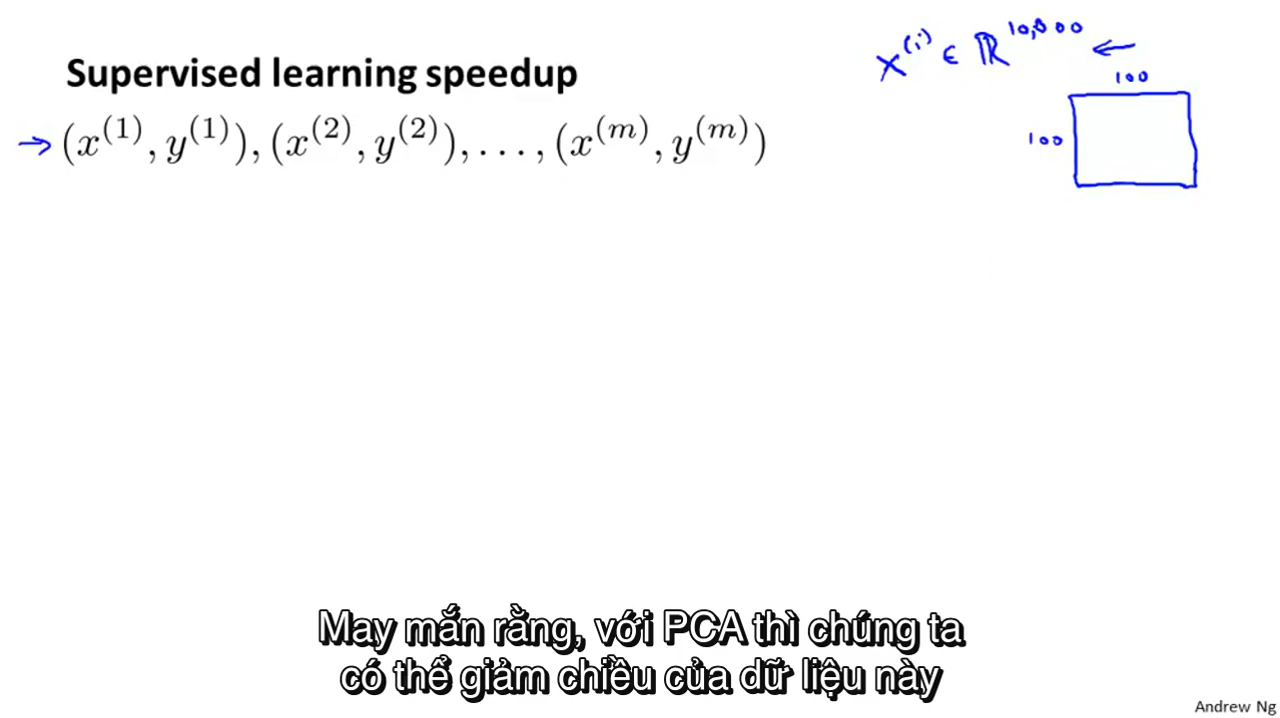 Supervised learning speedup
x^(i) ∈ ℝ^10,000 ←
100
100
→ (x^(1), y^(1)), (x^(2), y^(2)), ..., (x^(m), y^(m))
May mắn rằng, với PCA thì chúng ta
có thể giảm chiều của dữ liệu này
Andrew Ng